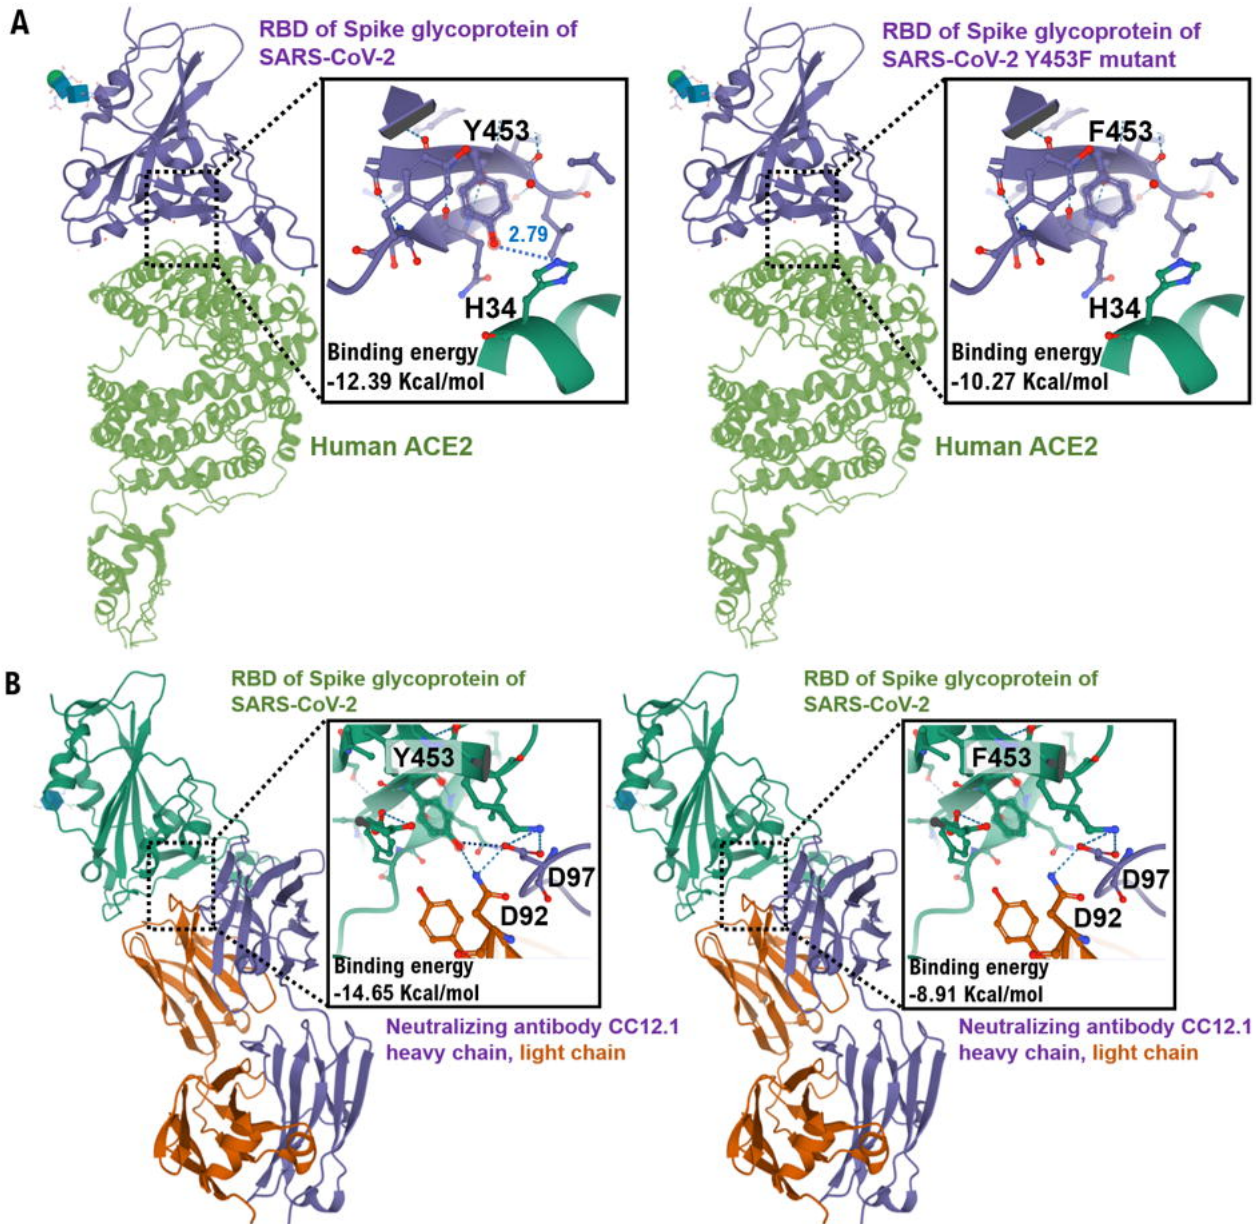 A
RBD of Spike glycoprotein of
SARS-CoV-2
Y453
2.79
H34
Binding energy
-12.39 Kcal/mol
Human ACE2
RBD of Spike glycoprotein of
SARS-CoV-2 Y453F mutant
F453
H34
Binding energy
-10.27 Kcal/mol
Human ACE2
B
RBD of Spike glycoprotein of
SARS-CoV-2
Y453
D97
D92
Binding energy
-14.65 Kcal/mol
Neutralizing antibody CC12.1
heavy chain, light chain
RBD of Spike glycoprotein of
SARS-CoV-2
F453
D97
D92
Binding energy
-8.91 Kcal/mol
Neutralizing antibody CC12.1
heavy chain, light chain